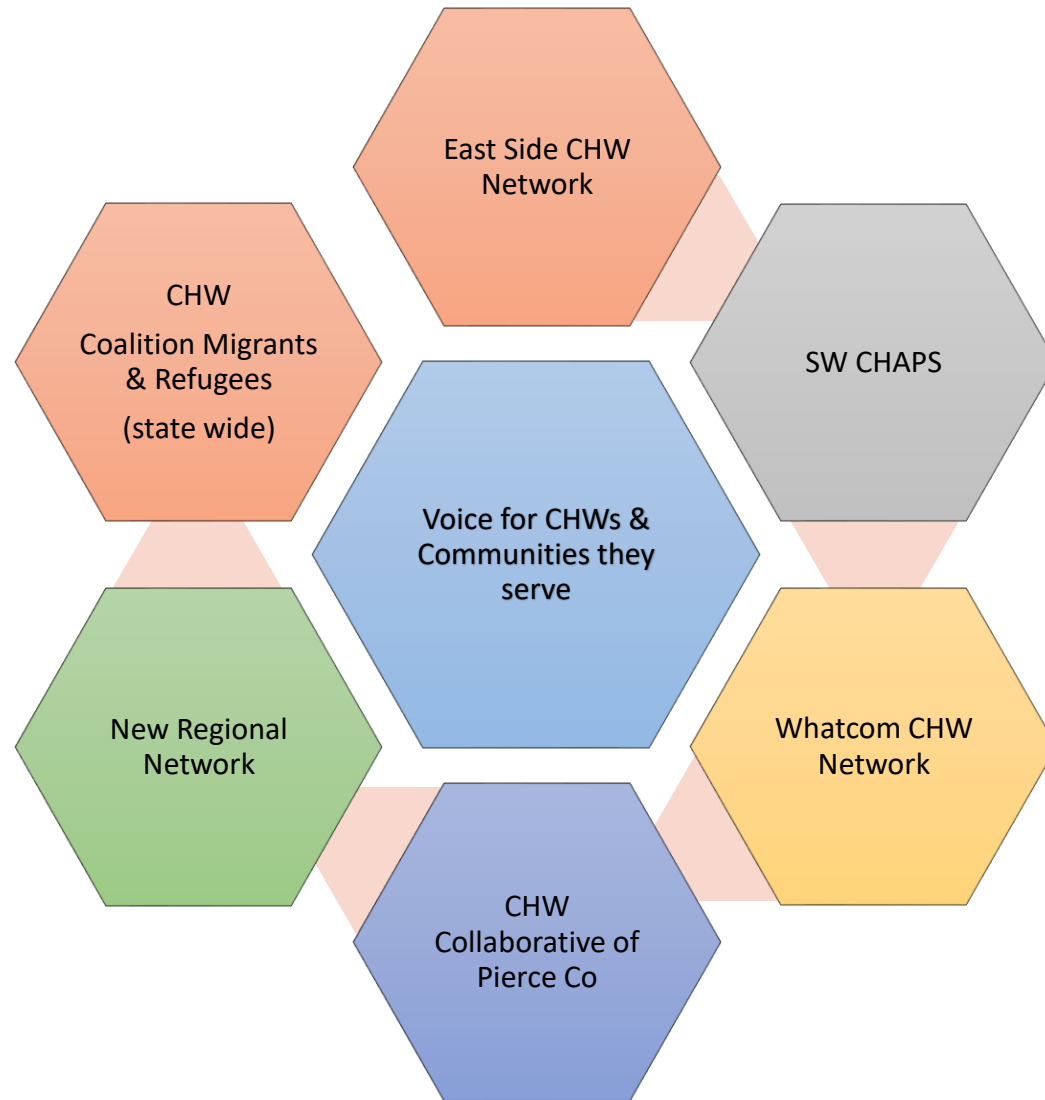 East Side CHW
Network
CHW
Coalition Migrants
& Refugees
(state wide)
SW CHAPS
Voice for CHWs &
Communities they
serve
New Regional
Network
Whatcom CHW
Network
CHW
Collaborative of
Pierce Co